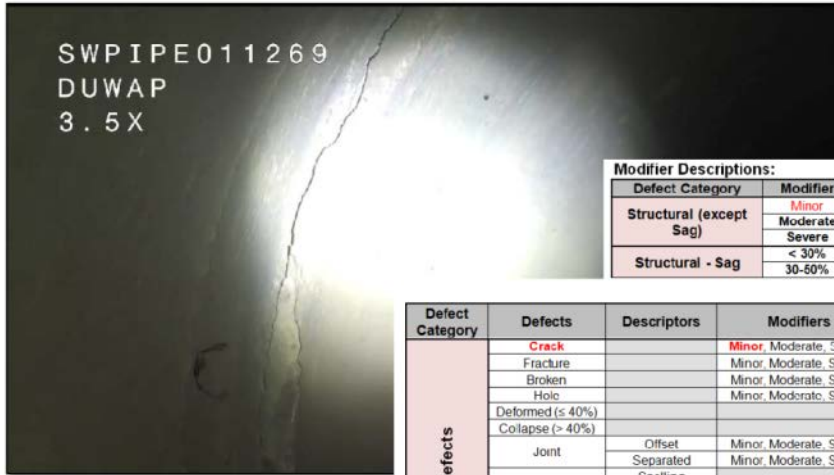 SWPIPE011269
DUWAP
3.5X
Modifier Descriptions:
Defect Category Modifier
Structural (except Sag) Minor
Moderate
Severe
Structural - Sag < 30%
30-50%
Defect Category Defects Descriptors Modifiers
Crack Minor, Moderate, S
Fracture Minor, Moderate, S
Broken Minor, Moderate, S
Hole Minor, Moderate, S
Deformed (≤ 40%)
Collapse (> 40%)
Joint Offset Minor, Moderate, S
Separated Minor, Moderate, S